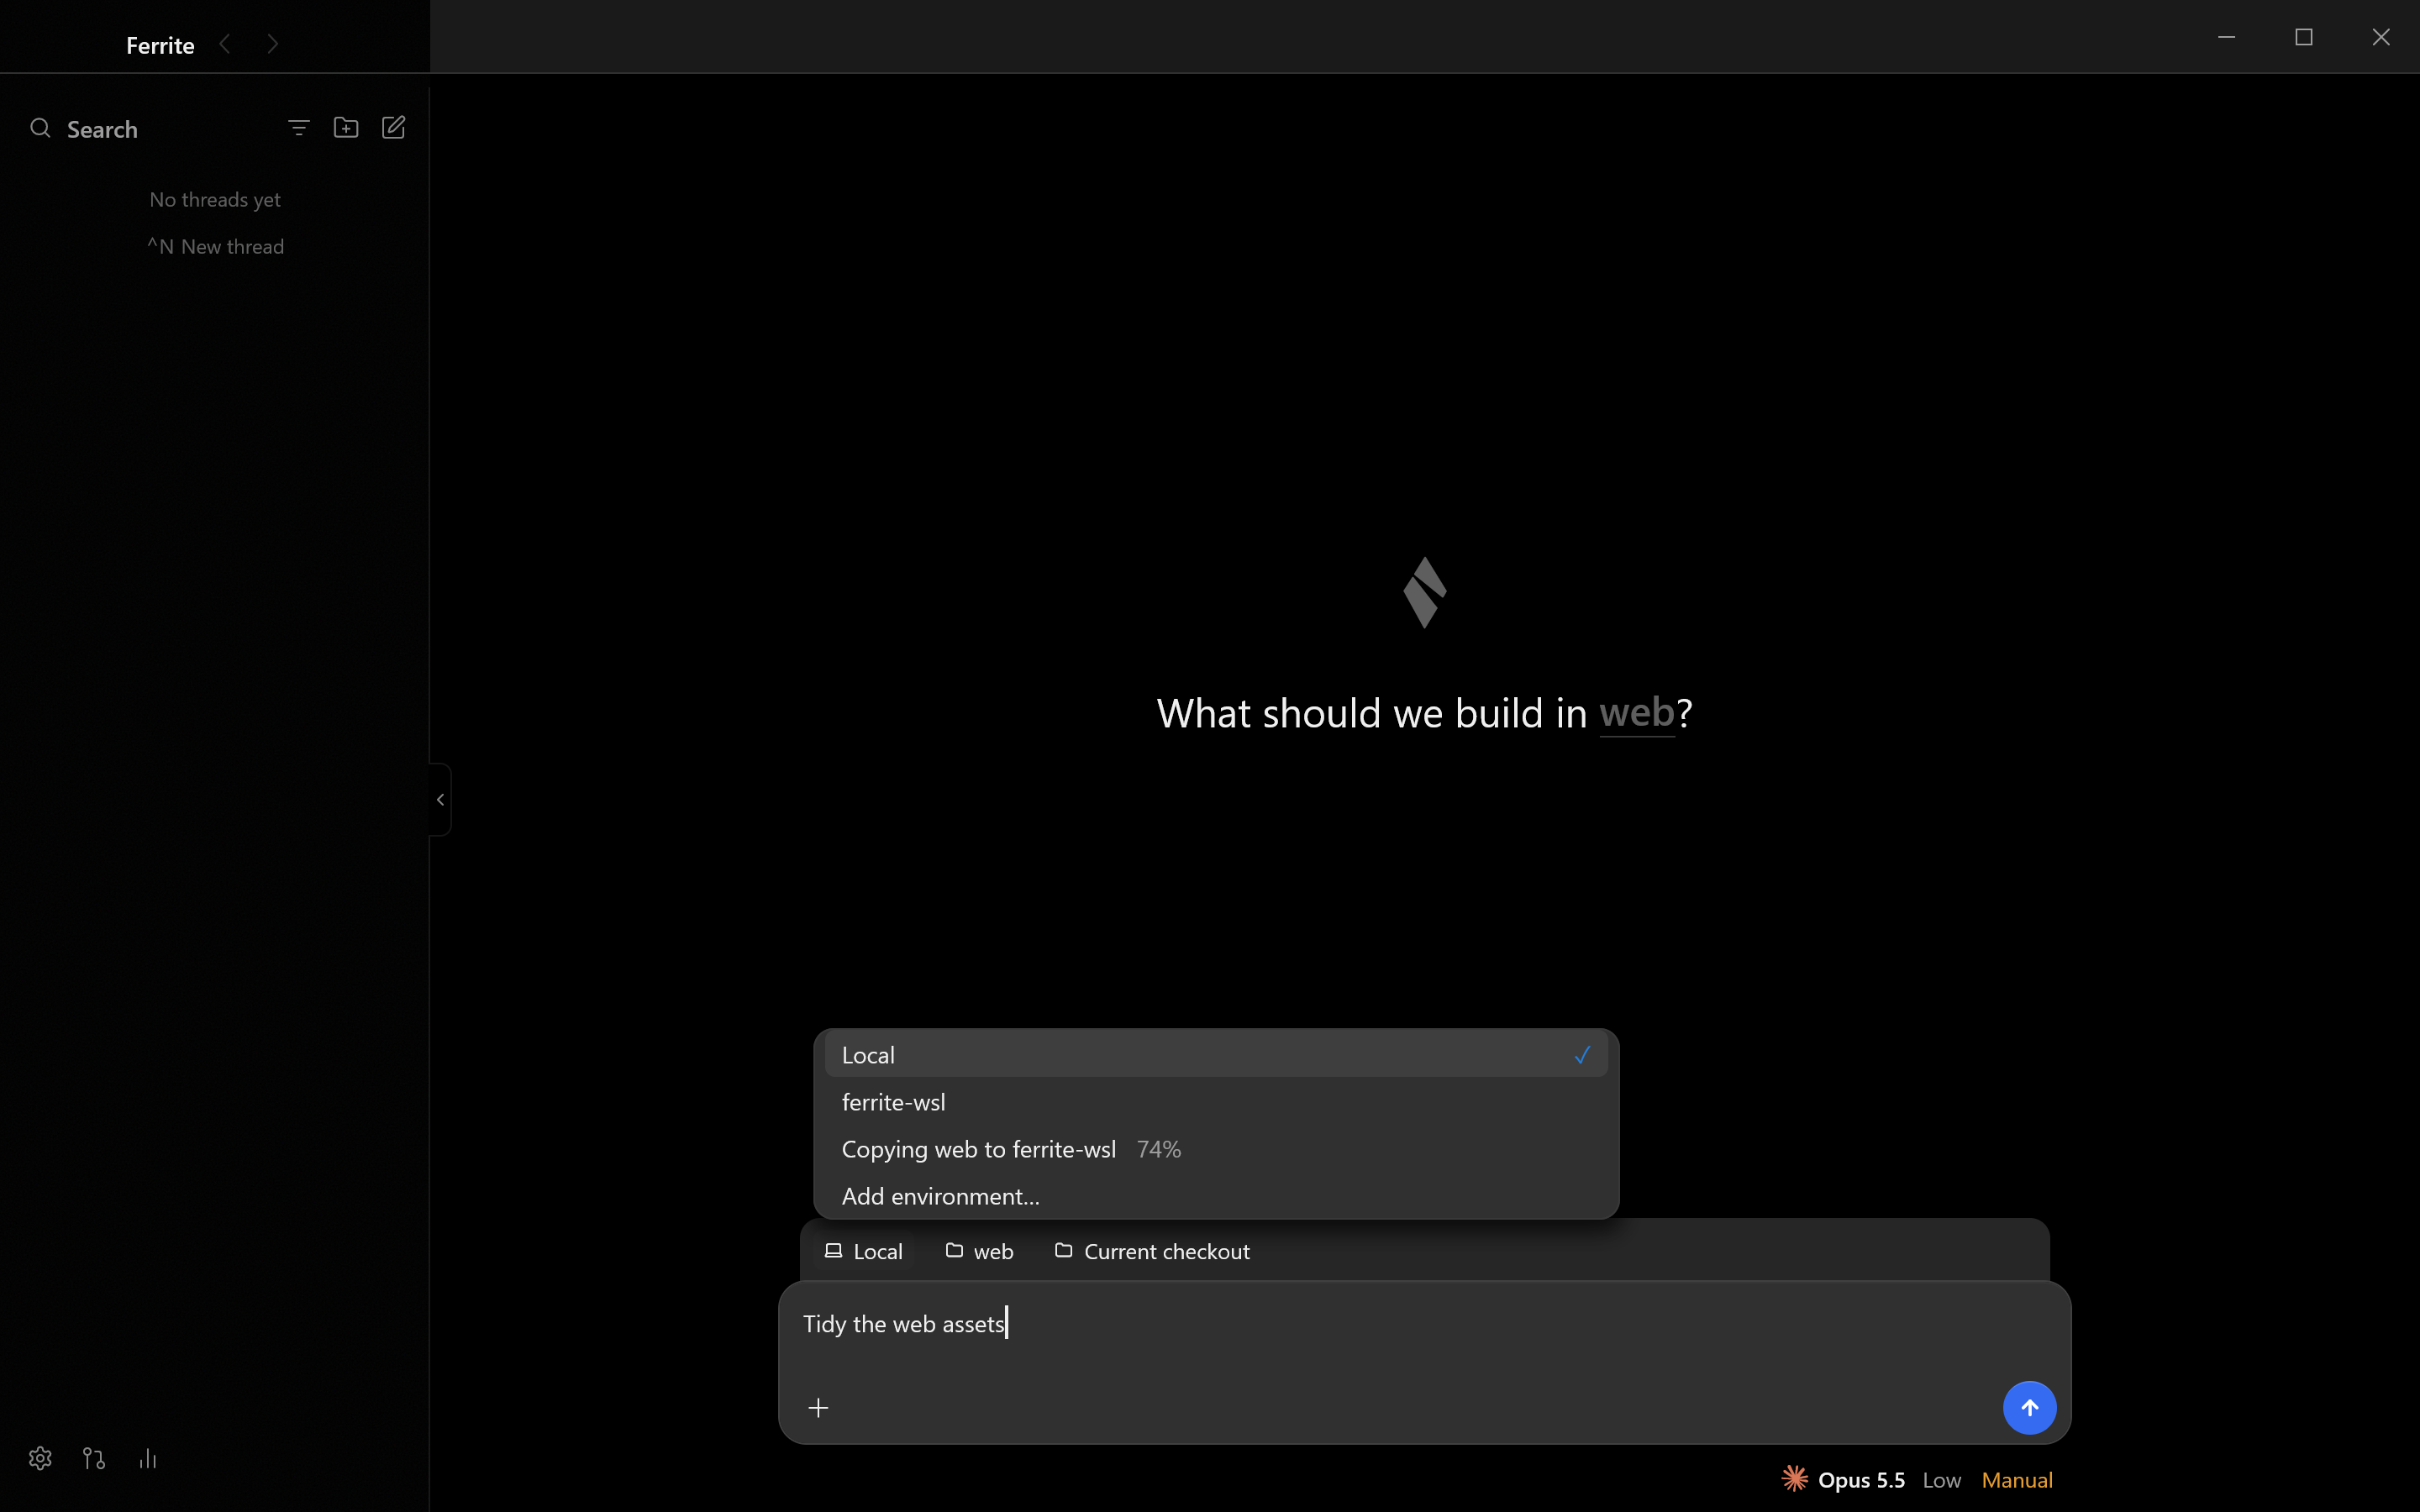 Ferrite
Search
No threads yet
^N New thread
What should we build in web?
Local
ferrite-wsl
Copying web to ferrite-wsl 74%
Add environment...
Local web Current checkout
Tidy the web assets
Opus 5.5 Low Manual